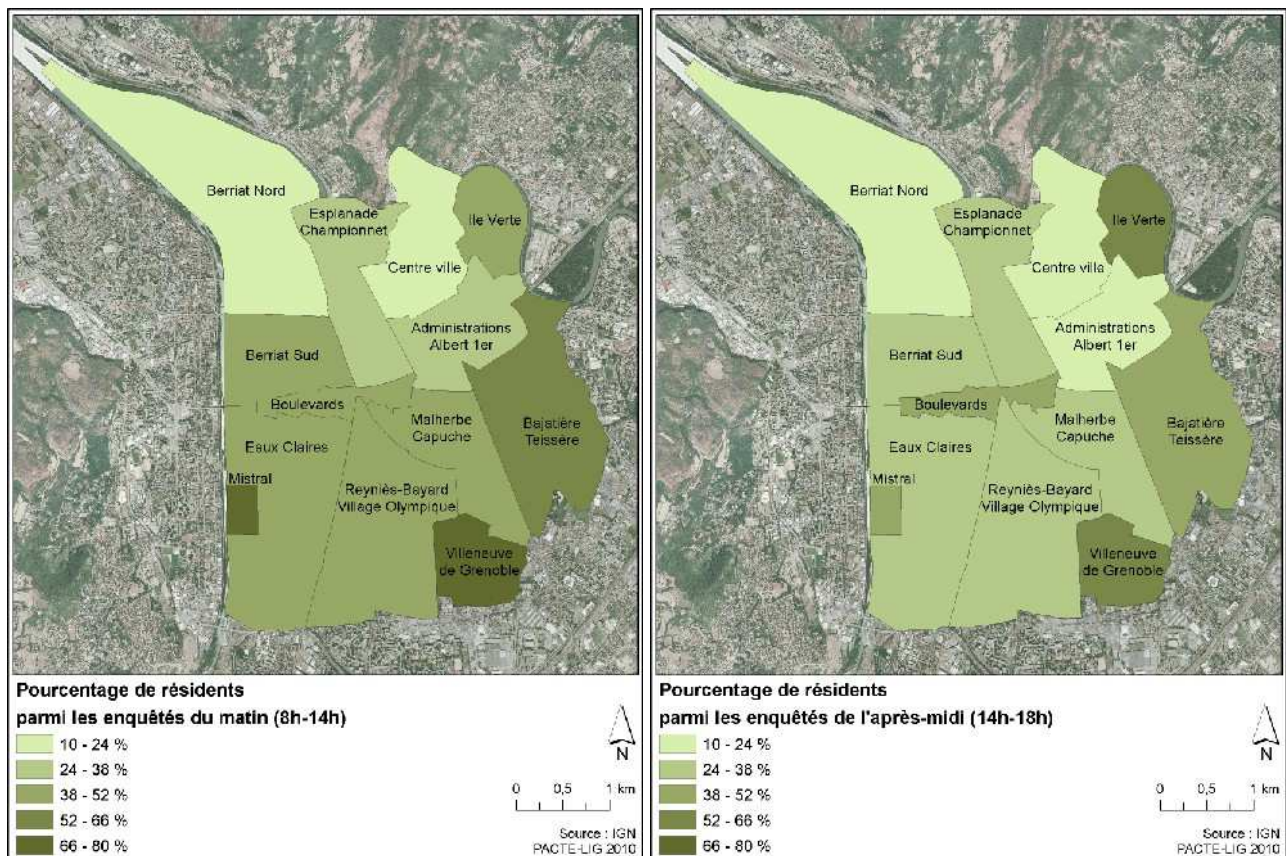 Berriat Nord
Esplanade
Championnet
Ile Verte
Centre ville
Administrations
Albert 1er
Berriat Sud
Boulevards
Malherbe
Capuche
Bajatière
Teissère
Eaux Claires
Mistral
Reyniès-Bayard
Village Olympique
Villeneuve
de Grenoble
Pourcentage de résidents
parmi les enquêtés du matin (8h-14h)
10 - 24 %
24 - 38 %
38 - 52 %
52 - 66 %
66 - 80 %
N
0 0,5 1 km
Source : IGN
PACTE-LIG 2010
Berriat Nord
Esplanade
Championnet
Ile Verte
Centre ville
Administrations
Albert 1er
Berriat Sud
Boulevards
Malherbe
Capuche
Bajatière
Teissère
Eaux Claires
Mistral
Reyniès-Bayard
Village Olympique
Villeneuve
de Grenoble
Pourcentage de résidents
parmi les enquêtés de l'après-midi (14h-18h)
10 - 24 %
24 - 38 %
38 - 52 %
52 - 66 %
66 - 80 %
N
0 0,5 1 km
Source : IGN
PACTE-LIG 2010